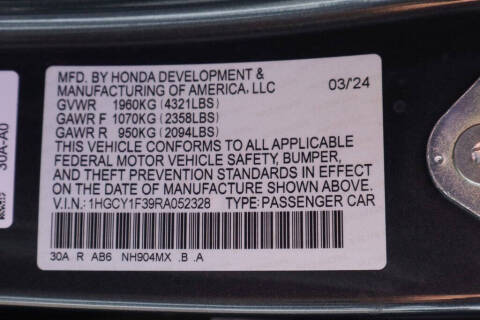 MFD. BY HONDA DEVELOPMENT &
MANUFACTURING OF AMERICA, LLC
03/24
GVWR 1960KG (4321LBS)
GAWR F 1070KG (2358LBS)
GAWR R 950KG (2094LBS)
THIS VEHICLE CONFORMS TO ALL APPLICABLE
FEDERAL MOTOR VEHICLE SAFETY, BUMPER,
AND THEFT PREVENTION STANDARDS IN EFFECT
ON THE DATE OF MANUFACTURE SHOWN ABOVE.
V.I.N.: 1HGCY1F39RA052328 TYPE: PASSENGER CAR
30A R AB6 NH904MX .B .A
30A-A0